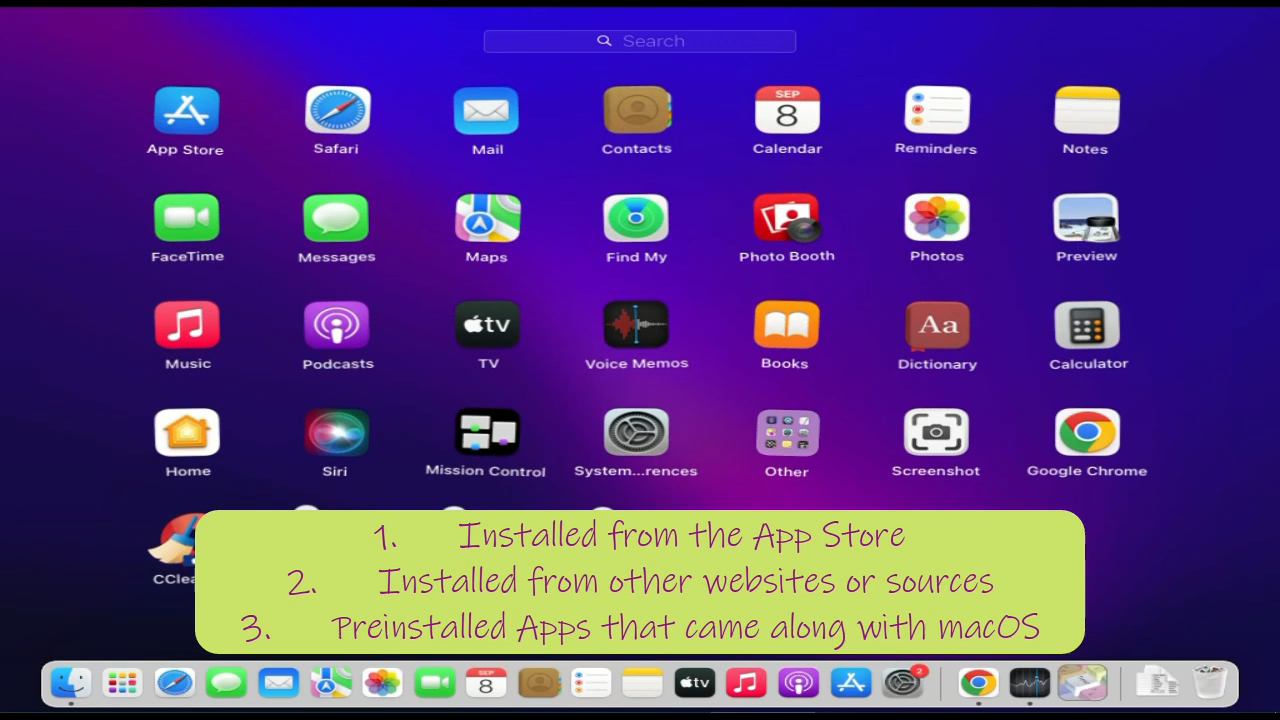 Search
App Store Safari Mail Contacts SEP 8 Calendar Reminders Notes
FaceTime Messages Maps Find My Photo Booth Photos Preview
tv Aa
Music Podcasts TV Voice Memos Books Dictionary Calculator
Home Siri Mission Control System...rences Other Screenshot Google Chrome
1. Installed from the App Store
2. Installed from other websites or sources
3. Preinstalled Apps that came along with macOS
SEP 8 tv 2